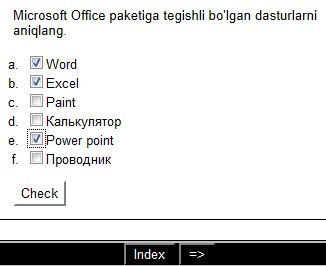 Microsoft Office paketiga tegishli bo'lgan dasturlarni
aniqlang.
a. Word
b. Excel
c. Paint
d. Калькулятор
e. Power point
f. Проводник
Check
Index =>